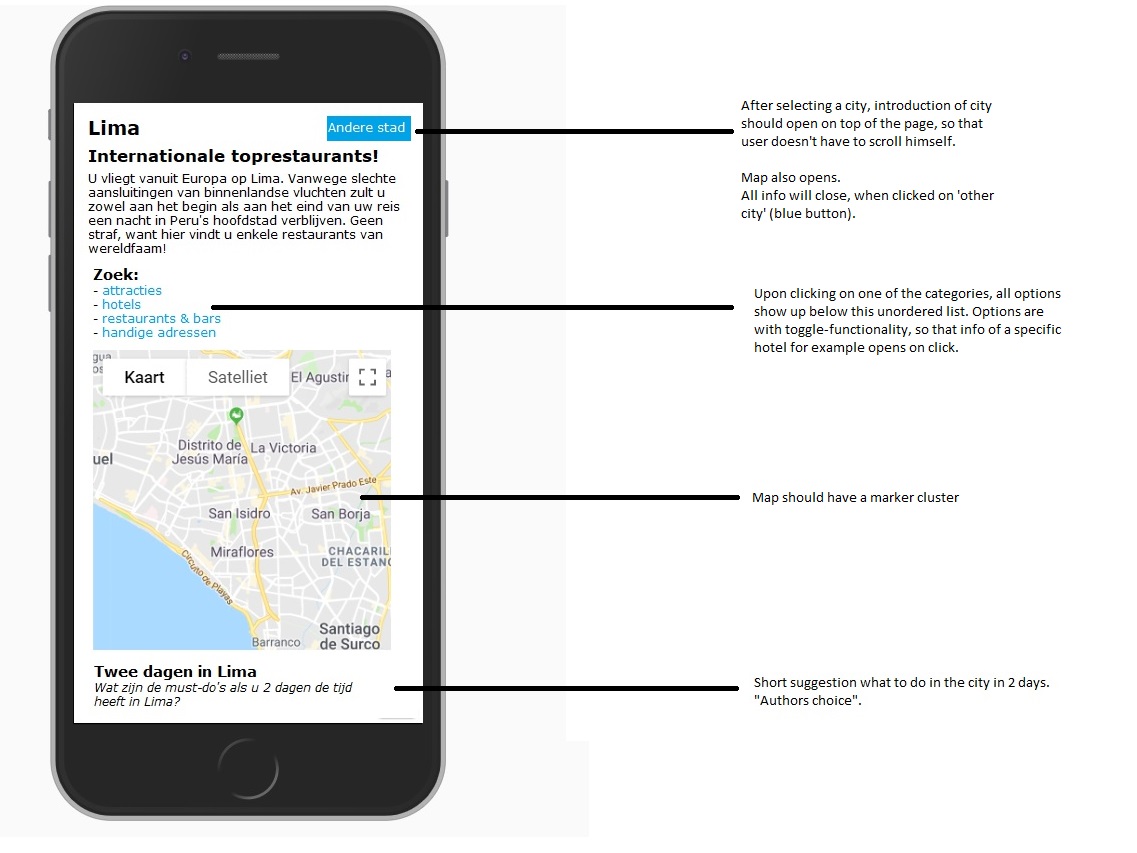 Lima
Andere stad
Internationale toprestaurants!
U vliegt vanuit Europa op Lima. Vanwege slechte
aansluitingen van binnenlandse vluchten zult u
zowel aan het begin als aan het eind van uw reis
een nacht in Peru's hoofdstad verblijven. Geen
straf, want hier vindt u enkele restaurants van
wereldfaam!
Zoek:
- attracties
- hotels
- restaurants & bars
- handige adressen
Kaart
Satelliet
El Agustin
Distrito de
Jesús María
La Victoria
uel
Av. Javier Prado Este
San Isidro
San Borja
Miraflores
CHACARIL
DEL ESTANC
Circuito de Playas
Santiago
de Surco
Barranco
Twee dagen in Lima
Wat zijn de must-do's als u 2 dagen de tijd
heeft in Lima?
After selecting a city, introduction of city
should open on top of the page, so that
user doesn't have to scroll himself.
Map also opens.
All info will close, when clicked on 'other
city' (blue button).
Upon clicking on one of the categories, all options
show up below this unordered list. Options are
with toggle-functionality, so that info of a specific
hotel for example opens on click.
Map should have a marker cluster
Short suggestion what to do in the city in 2 days.
"Authors choice".